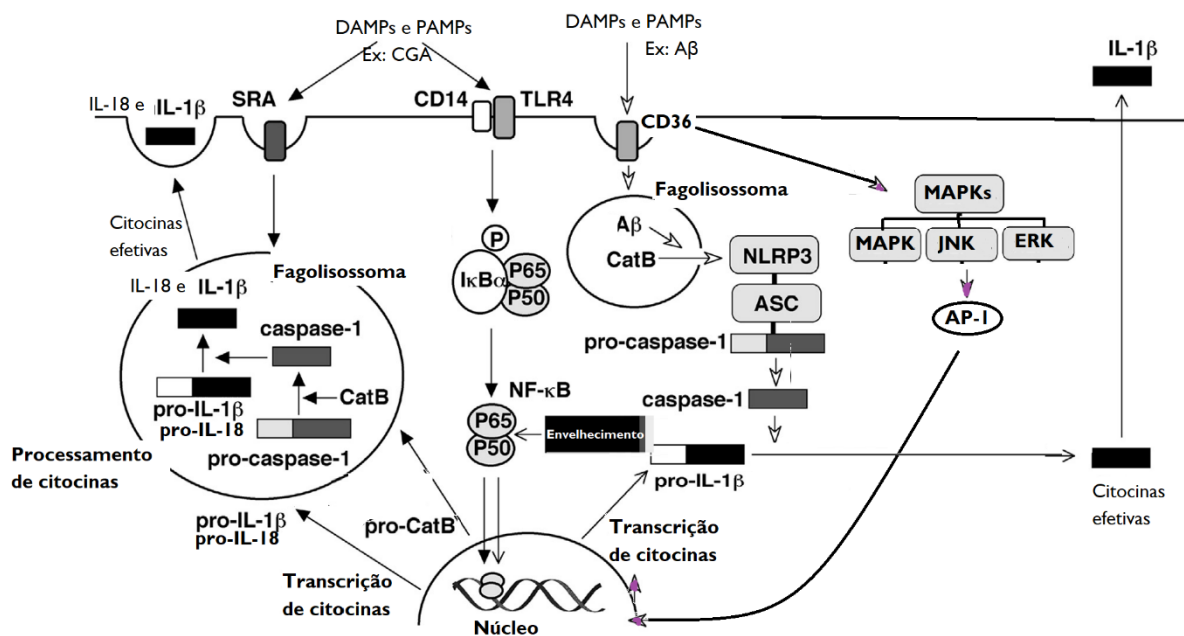 DAMPs e PAMPs
Ex: CGA
DAMPs e PAMPs
Ex: Aβ
IL-1β
IL-18 e IL-1β
SRA
CD14
TLR4
CD36
Fagolisossoma
MAPKs
MAPK
JNK
ERK
AP-1
Citocinas
efetivas
P
IκBα
P65
P50
Aβ
CatB
NLRP3
ASC
pro-caspase-1
caspase-1
Fagolisossoma
IL-18 e IL-1β
caspase-1
CatB
pro-IL-1β
pro-IL-18
pro-caspase-1
NF-κB
P65
P50
Envelhecimento
pro-IL-1β
Citocinas
efetivas
Processamento
de citocinas
pro-IL-1β
pro-IL-18
pro-CatB
Transcrição
de citocinas
Transcrição
de citocinas
Núcleo